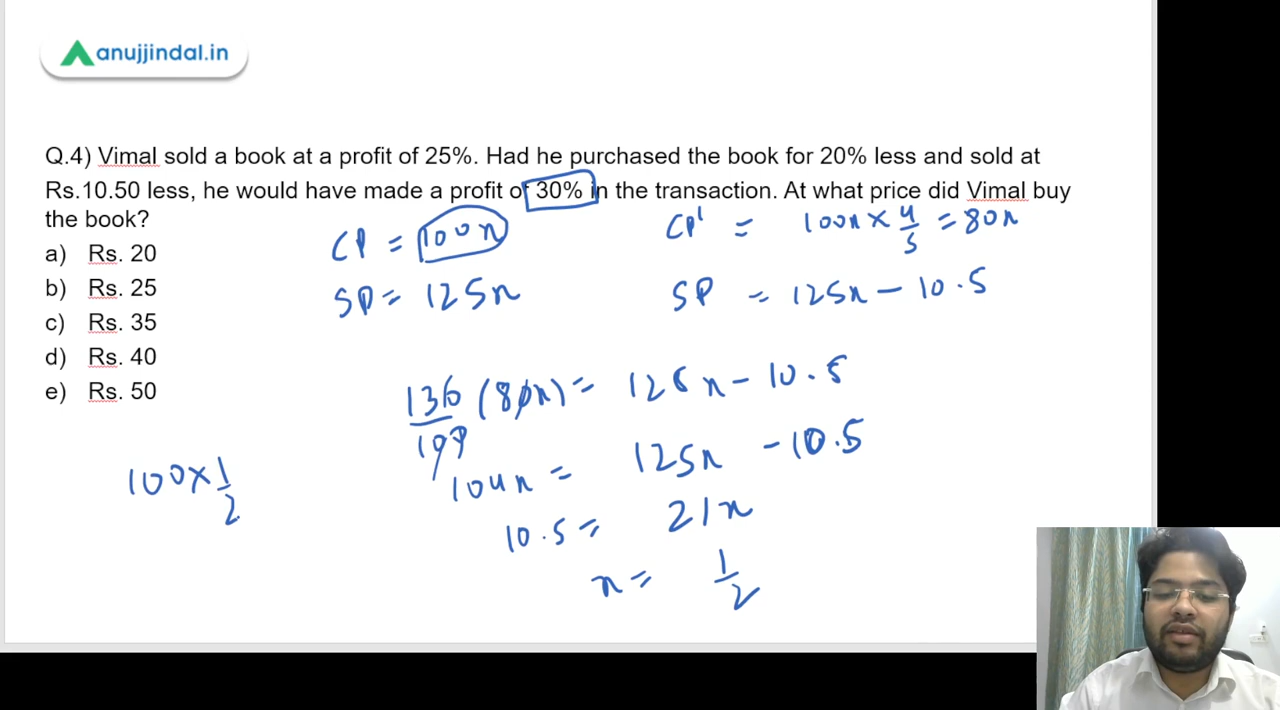 anujjindal.in
Q.4) Vimal sold a book at a profit of 25%. Had he purchased the book for 20% less and sold at
Rs.10.50 less, he would have made a profit of 30% in the transaction. At what price did Vimal buy
the book?
a) Rs. 20
b) Rs. 25
c) Rs. 35
d) Rs. 40
e) Rs. 50
CP = 100x
SP = 125x
CP' = 100x × 4/5 = 80x
SP = 125x - 10.5
130/100 (80x) = 125x - 10.5
104x = 125x - 10.5
10.5 = 21x
x = 1/2
100 × 1/2